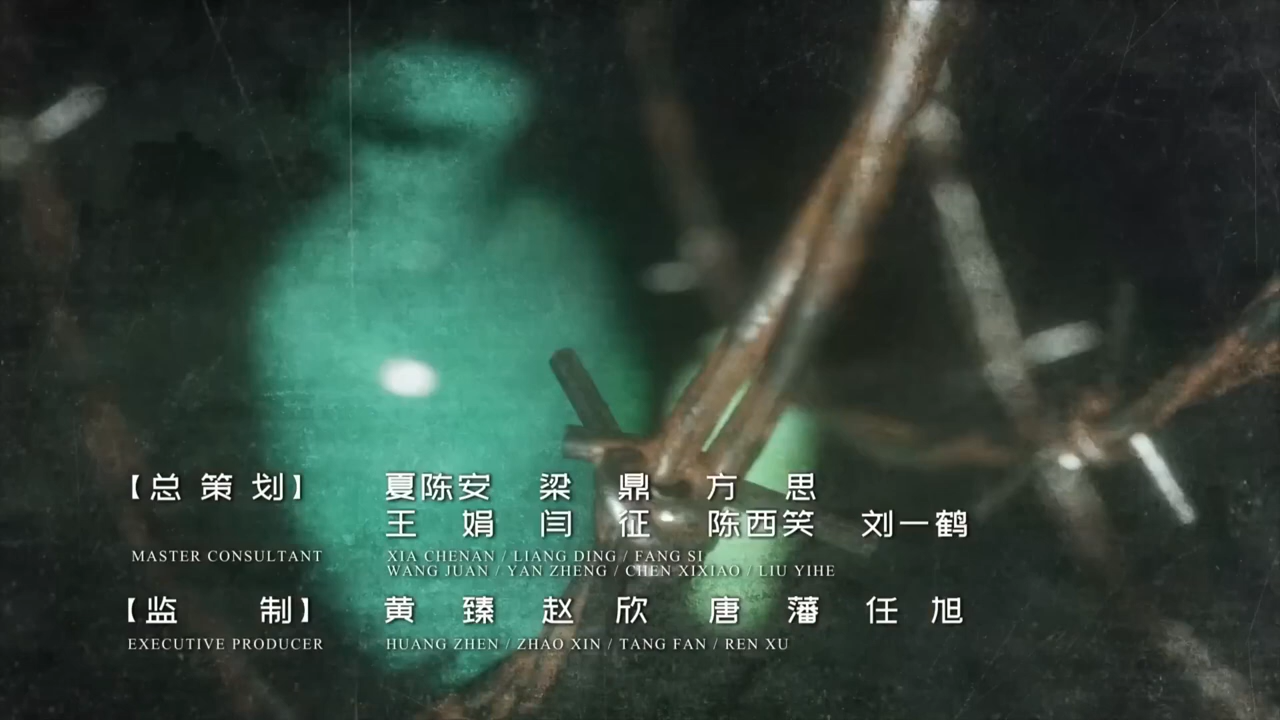 【总策划】 夏陈安 梁鼎 方思
王娟 闫征 陈西笑 刘一鹤
MASTER CONSULTANT XIA CHENAN / LIANG DING / FANG SI
WANG JUAN / YAN ZHENG / CHEN XIXIAO / LIU YIHE
【监制】 黄臻 赵欣 唐藩 任旭
EXECUTIVE PRODUCER HUANG ZHEN / ZHAO XIN / TANG FAN / REN XU